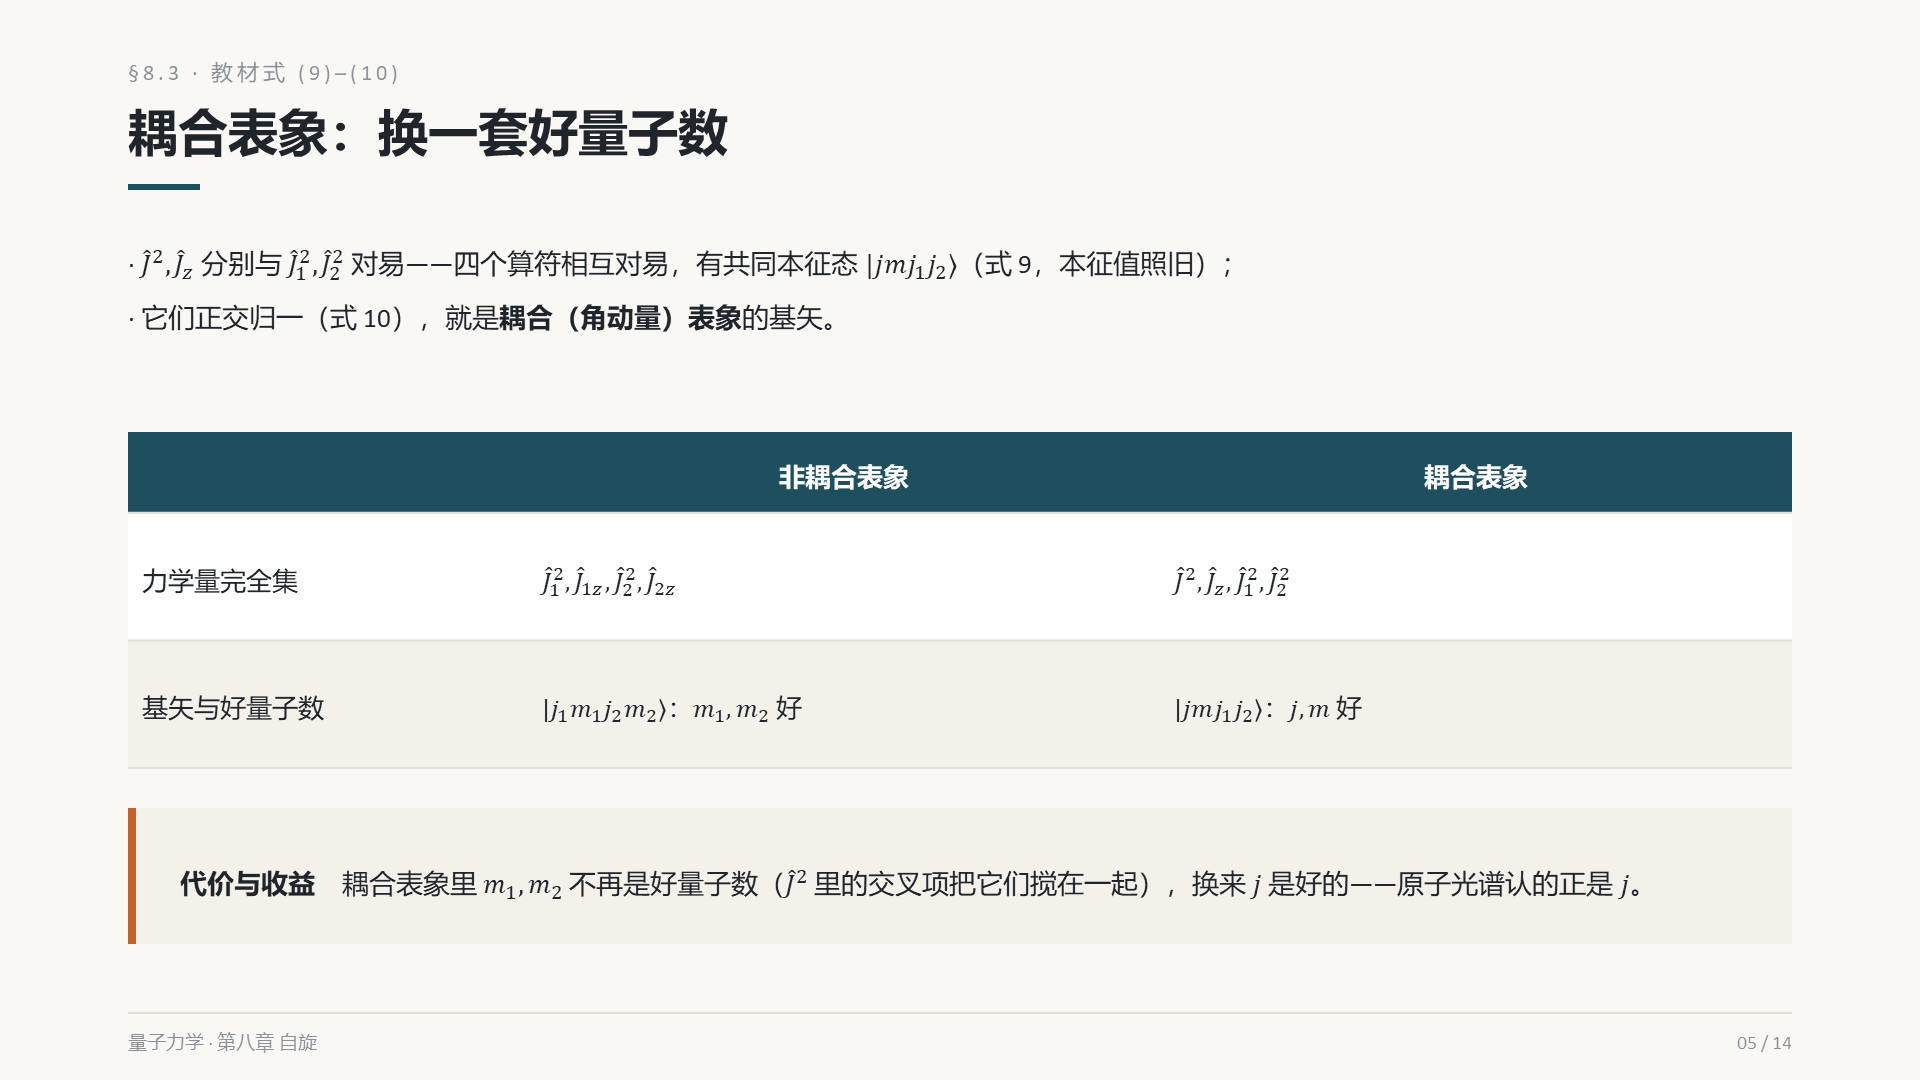 §8.3 · 教材式 (9)–(10)
耦合表象：换一套好量子数
· Ĵ², Ĵ_z 分别与 Ĵ₁², Ĵ₂² 对易——四个算符相互对易，有共同本征态 |jmj₁j₂⟩（式 9，本征值照旧）；
· 它们正交归一（式 10），就是耦合（角动量）表象的基矢。
非耦合表象 耦合表象
力学量完全集 Ĵ₁², Ĵ₁z, Ĵ₂², Ĵ₂z Ĵ², Ĵ_z, Ĵ₁², Ĵ₂²
基矢与好量子数 |j₁m₁j₂m₂⟩：m₁, m₂ 好 |jmj₁j₂⟩：j, m 好
代价与收益 耦合表象里 m₁, m₂ 不再是好量子数（Ĵ² 里的交叉项把它们搅在一起），换来 j 是好的——原子光谱认的正是 j。
量子力学 · 第八章 自旋
05 / 14